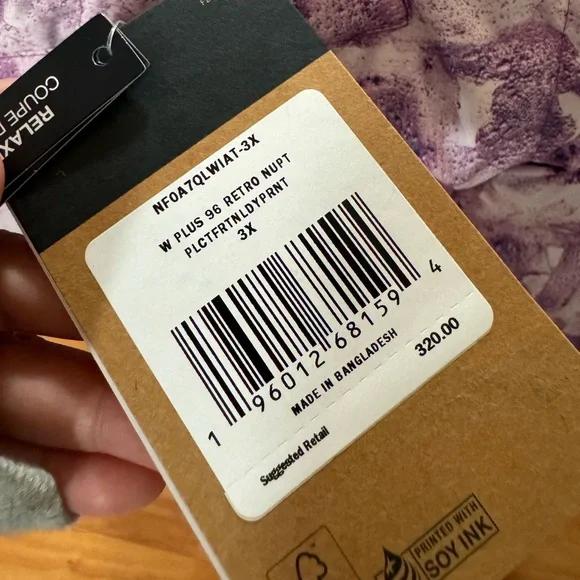 RELAX
COUPE D
NF0A7QLWIAT-3X
W PLUS 96 RETRO NUPT
PLCTFRTNLDYPRNT
3X
1 96012 68159 4
MADE IN BANGLADESH
320.00
Suggested Retail
PRINTED WITH
SOY INK